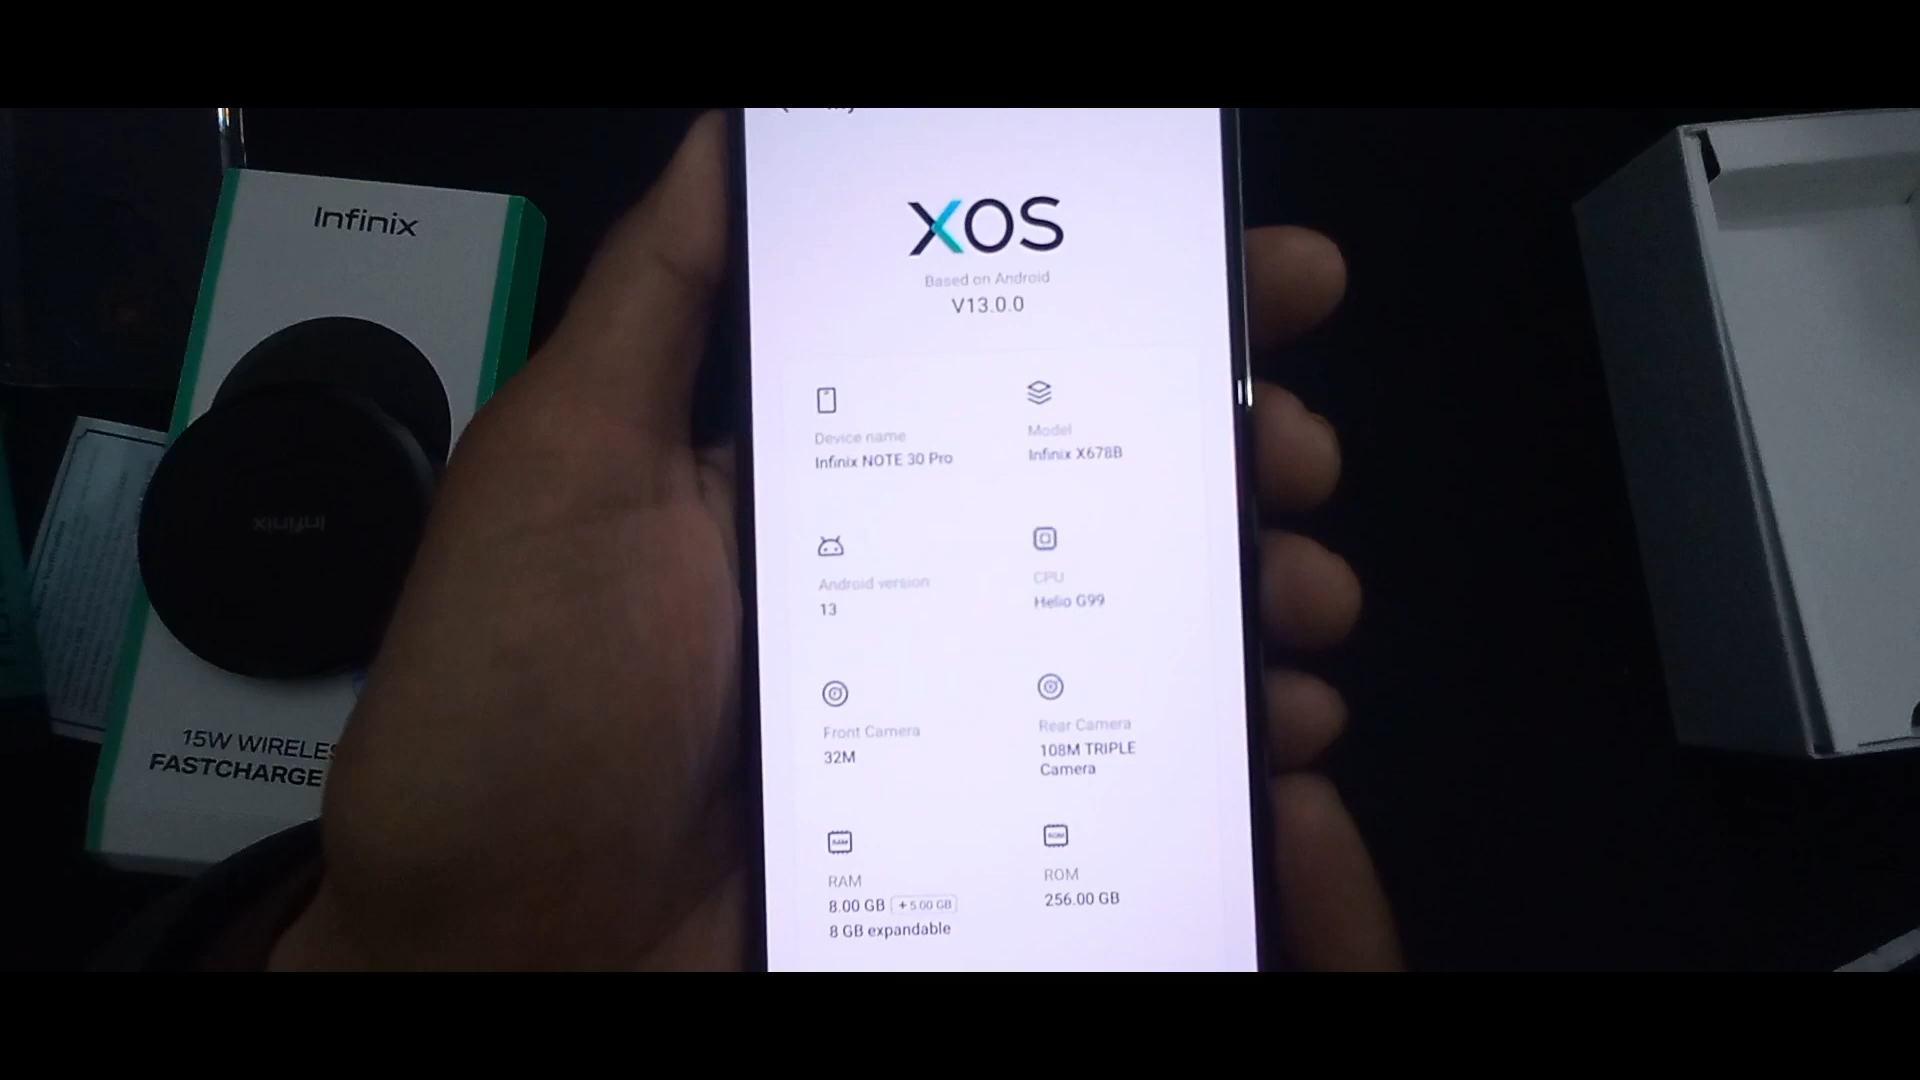 Infinix
Infinix
15W WIRELESS
FASTCHARGE
XOS
Based on Android
V13.0.0
Device name
Infinix NOTE 30 Pro
Model
Infinix X678B
Android version
13
CPU
Helio G99
Front Camera
32M
Rear Camera
108M TRIPLE
Camera
RAM
8.00 GB +5.00 GB
8 GB expandable
ROM
256.00 GB